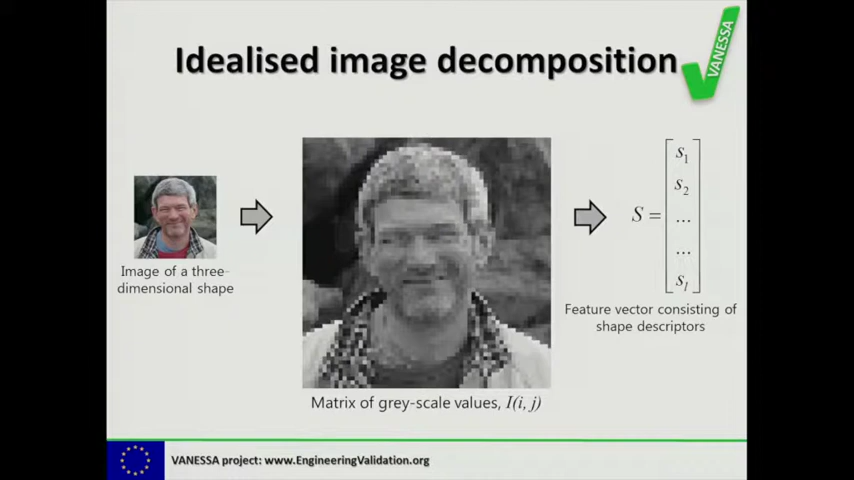 Idealised image decomposition
VANESSA
Image of a three-
dimensional shape
Matrix of grey-scale values, I(i, j)
S =
s1
s2
...
...
sl
Feature vector consisting of
shape descriptors
VANESSA project: www.EngineeringValidation.org